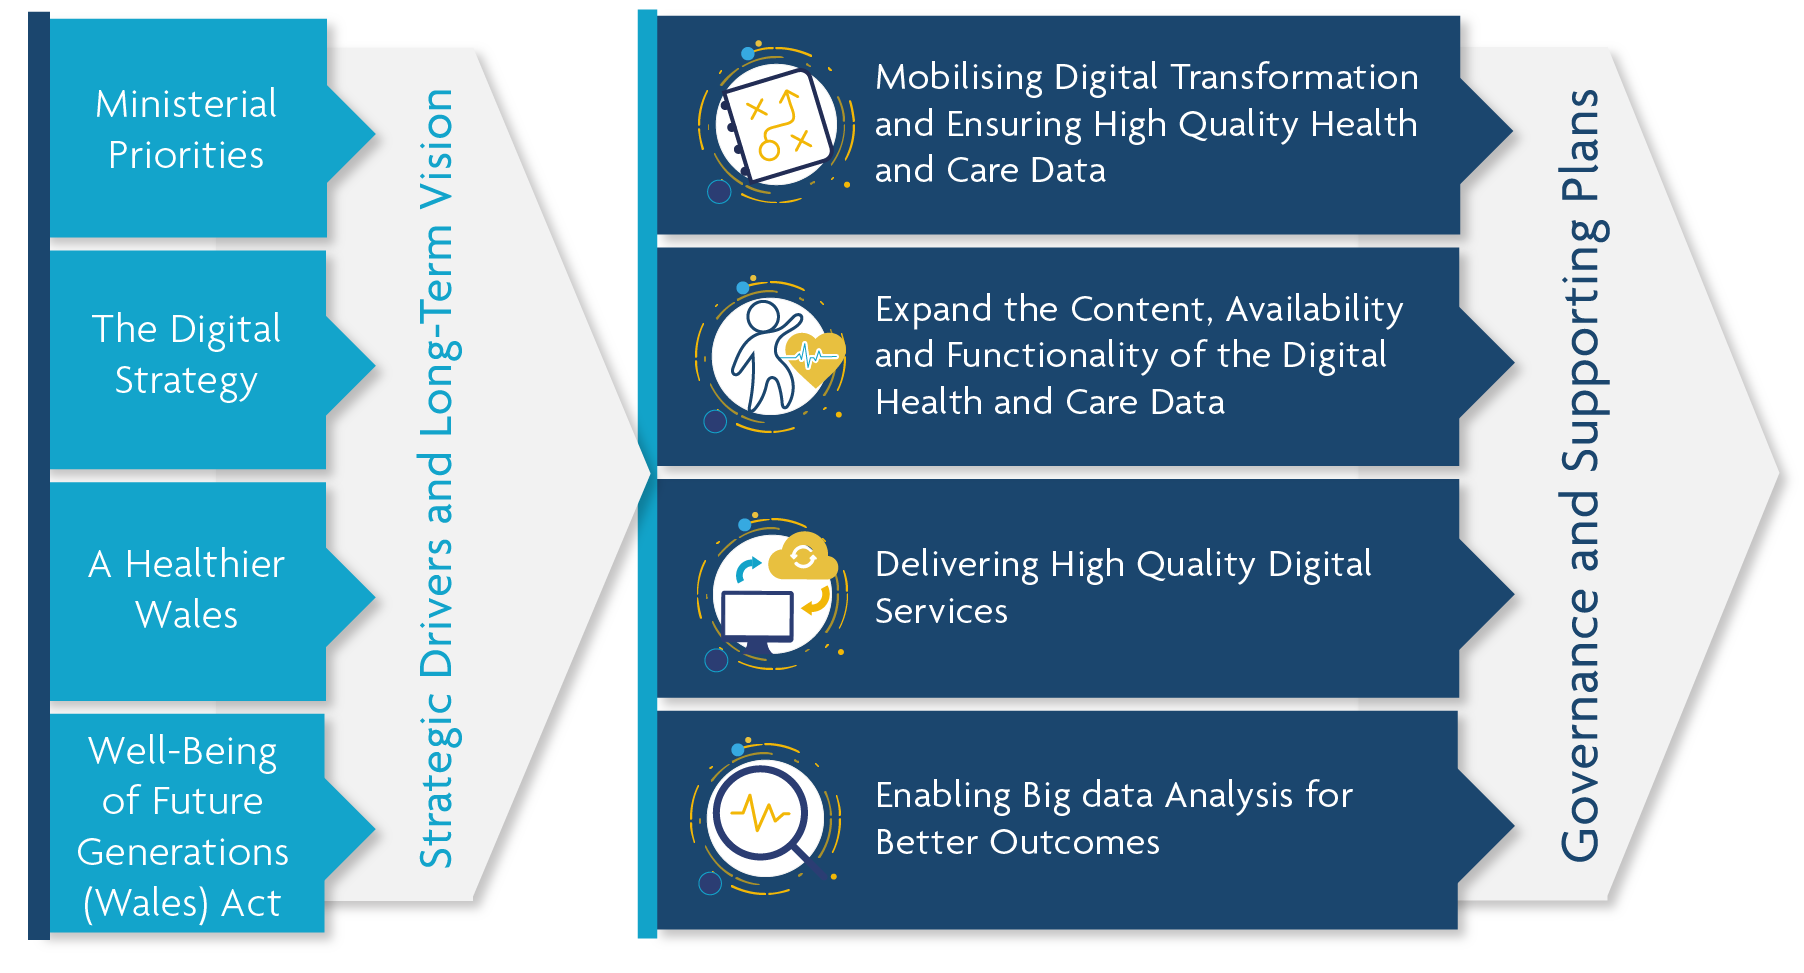 Ministerial
Priorities
The Digital
Strategy
A Healthier
Wales
Well-Being
of Future
Generations
(Wales) Act
Strategic Drivers and Long-Term Vision
Mobilising Digital Transformation
and Ensuring High Quality Health
and Care Data
Expand the Content, Availability
and Functionality of the Digital
Health and Care Data
Delivering High Quality Digital
Services
Enabling Big data Analysis for
Better Outcomes
Governance and Supporting Plans